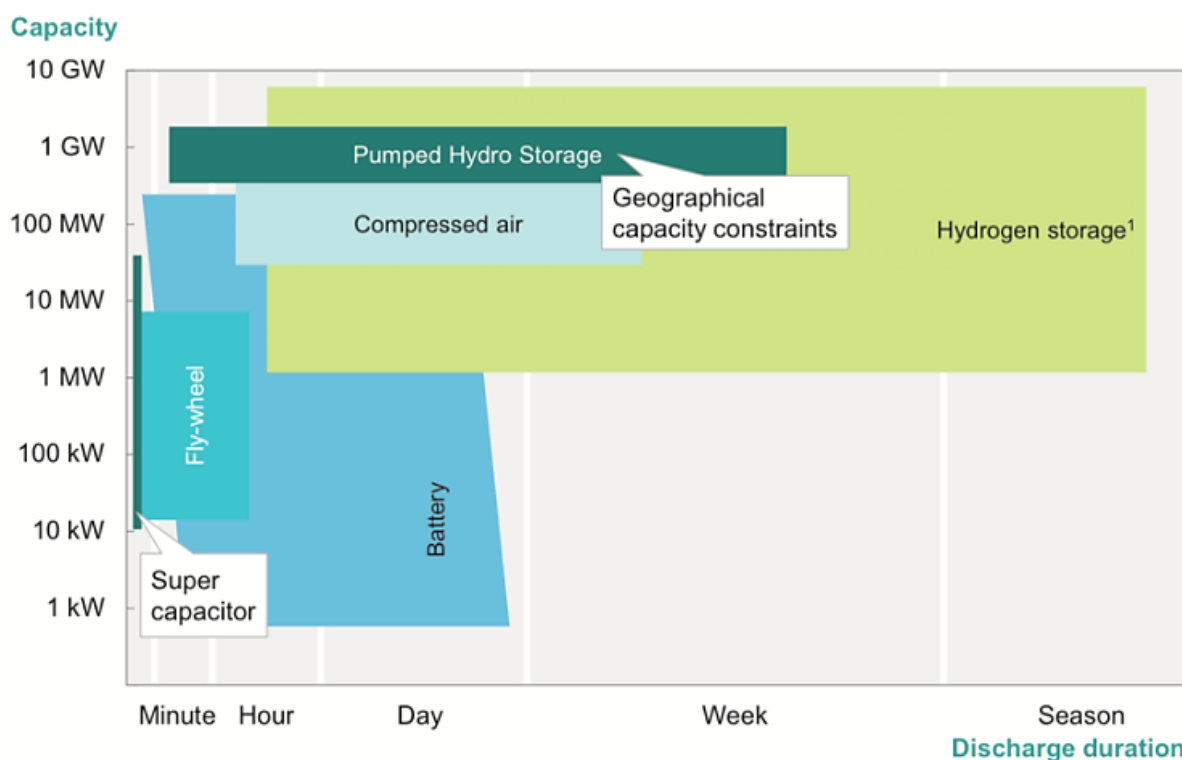 Capacity
10 GW
1 GW
100 MW
10 MW
1 MW
100 kW
10 kW
1 kW
Pumped Hydro Storage
Geographical
capacity constraints
Compressed air
Hydrogen storage¹
Fly-wheel
Battery
Super
capacitor
Minute
Hour
Day
Week
Season
Discharge duration